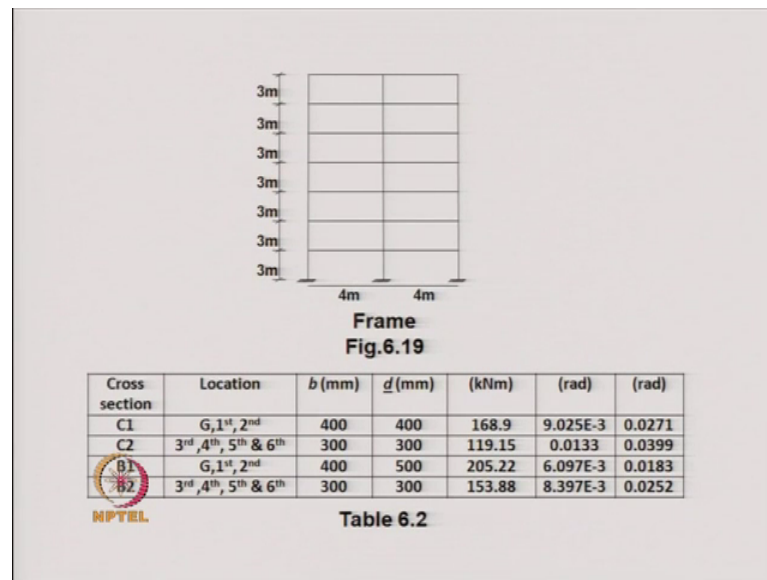 3m
3m
3m
3m
3m
3m
3m
4m 4m
Frame
Fig.6.19
Cross section Location b (mm) d (mm) (kNm) (rad) (rad)
C1 G,1st,2nd 400 400 168.9 9.025E-3 0.0271
C2 3rd,4th, 5th & 6th 300 300 119.15 0.0133 0.0399
B1 G,1st,2nd 400 500 205.22 6.097E-3 0.0183
B2 3rd,4th, 5th & 6th 300 300 153.88 8.397E-3 0.0252
NPTEL
Table 6.2